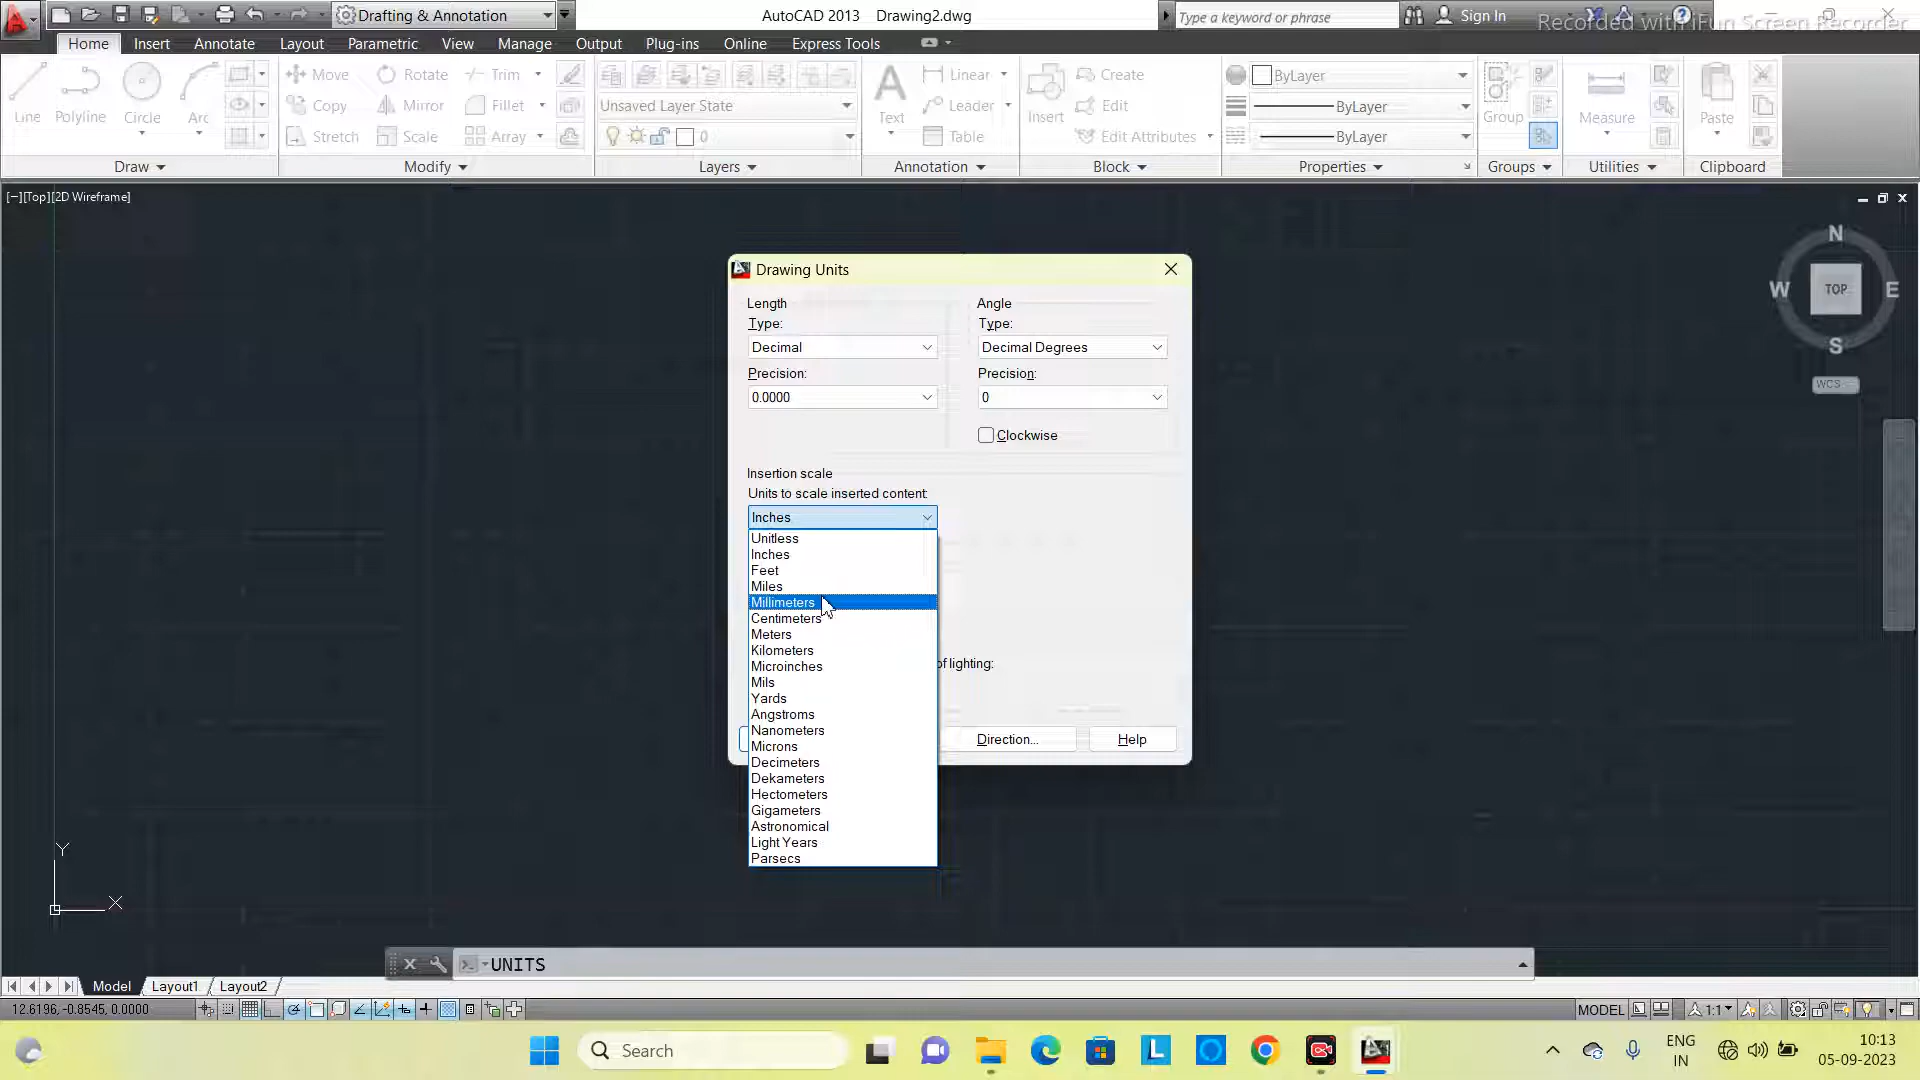 Drafting & Annotation
AutoCAD 2013 Drawing2.dwg
Type a keyword or phrase
Sign In
Recorded with iFun Screen Recorder
Home Insert Annotate Layout Parametric View Manage Output Plug-ins Online Express Tools
Line
Polyline
Circle
Arc
Draw
Move
Rotate
Trim
Copy
Mirror
Fillet
Stretch
Scale
Array
Modify
Unsaved Layer State
0
Layers
Text
Linear
Leader
Table
Annotation
Insert
Create
Edit
Edit Attributes
Block
ByLayer
ByLayer
ByLayer
Properties
Group
Groups
Measure
Utilities
Paste
Clipboard
[−][Top][2D Wireframe]
N
W
TOP
E
S
WCS
Drawing Units
Length
Type:
Decimal
Precision:
0.0000
Angle
Type:
Decimal Degrees
Precision:
0
Clockwise
Insertion scale
Units to scale inserted content:
Inches
Unitless
Inches
Feet
Miles
Millimeters
Centimeters
Meters
Kilometers
Microinches
Mils
Yards
Angstroms
Nanometers
Microns
Decimeters
Dekameters
Hectometers
Gigameters
Astronomical
Light Years
Parsecs
of lighting:
Direction...
Help
Y
X
UNITS
Model Layout1 Layout2
12.6196, -0.8545, 0.0000
MODEL
1:1
Search
ENG
IN
10:13
05-09-2023